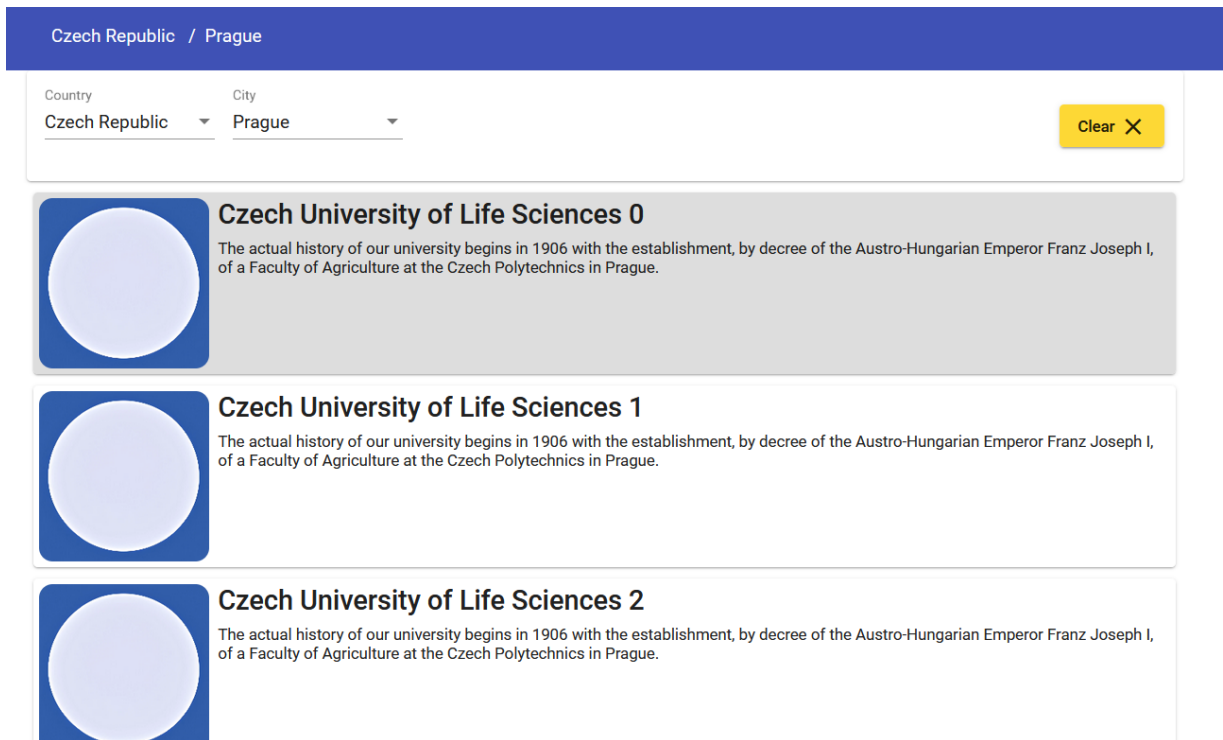 Czech Republic / Prague
Country City
Czech Republic Prague
Clear
Czech University of Life Sciences 0
The actual history of our university begins in 1906 with the establishment, by decree of the Austro-Hungarian Emperor Franz Joseph I,
of a Faculty of Agriculture at the Czech Polytechnics in Prague.
Czech University of Life Sciences 1
The actual history of our university begins in 1906 with the establishment, by decree of the Austro-Hungarian Emperor Franz Joseph I,
of a Faculty of Agriculture at the Czech Polytechnics in Prague.
Czech University of Life Sciences 2
The actual history of our university begins in 1906 with the establishment, by decree of the Austro-Hungarian Emperor Franz Joseph I,
of a Faculty of Agriculture at the Czech Polytechnics in Prague.